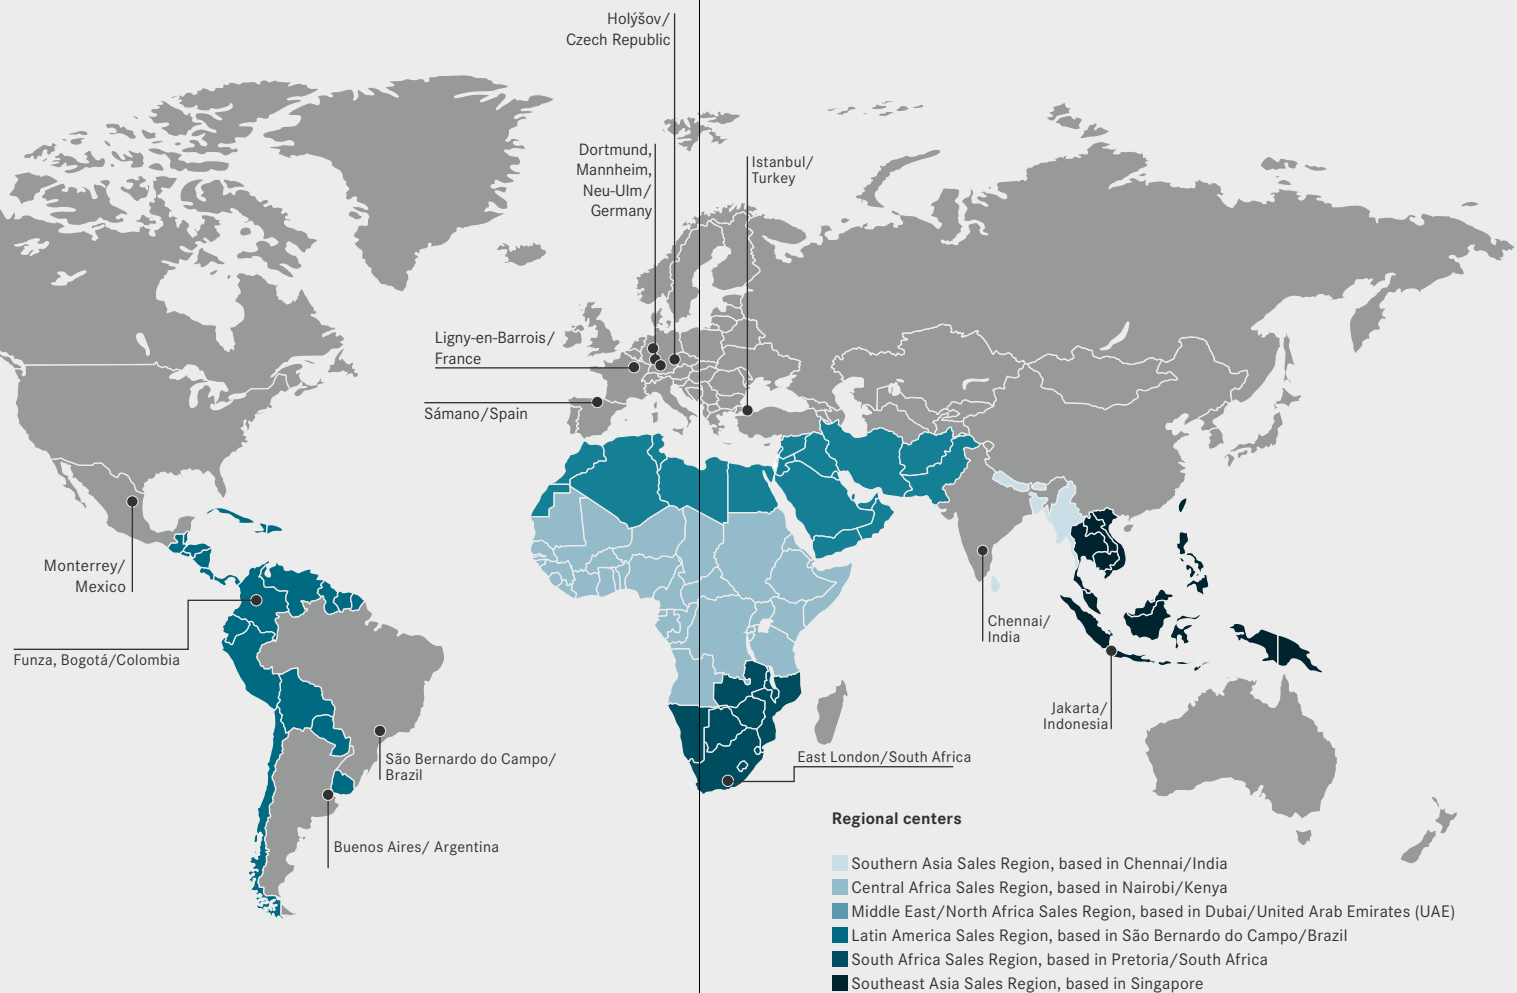 Holýšov/
Czech Republic
Dortmund,
Mannheim,
Neu-Ulm/
Germany
Istanbul/
Turkey
Ligny-en-Barrois/
France
Sámano/Spain
Monterrey/
Mexico
Funza, Bogotá/Colombia
Chennai/
India
Jakarta/
Indonesia
São Bernardo do Campo/
Brazil
East London/South Africa
Buenos Aires/ Argentina
Regional centers
Southern Asia Sales Region, based in Chennai/India
Central Africa Sales Region, based in Nairobi/Kenya
Middle East/North Africa Sales Region, based in Dubai/United Arab Emirates (UAE)
Latin America Sales Region, based in São Bernardo do Campo/Brazil
South Africa Sales Region, based in Pretoria/South Africa
Southeast Asia Sales Region, based in Singapore